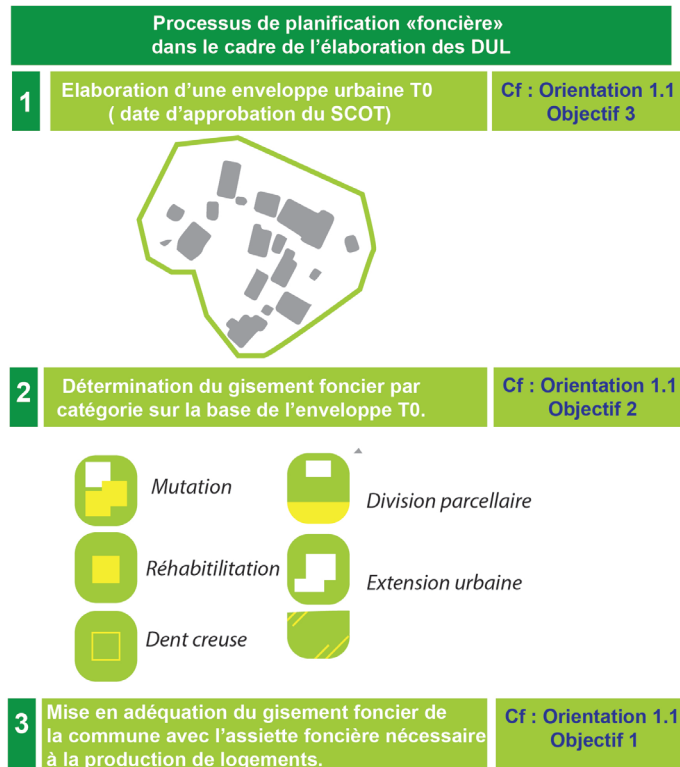 Processus de planification «foncière»
dans le cadre de l'élaboration des DUL
1
Elaboration d'une enveloppe urbaine T0
( date d'approbation du SCOT)
Cf : Orientation 1.1
Objectif 3
2
Détermination du gisement foncier par
catégorie sur la base de l'enveloppe T0.
Cf : Orientation 1.1
Objectif 2
Mutation
Division parcellaire
Réhabitilitation
Extension urbaine
Dent creuse
3
Mise en adéquation du gisement foncier de
la commune avec l'assiette foncière nécessaire
à la production de logements.
Cf : Orientation 1.1
Objectif 1